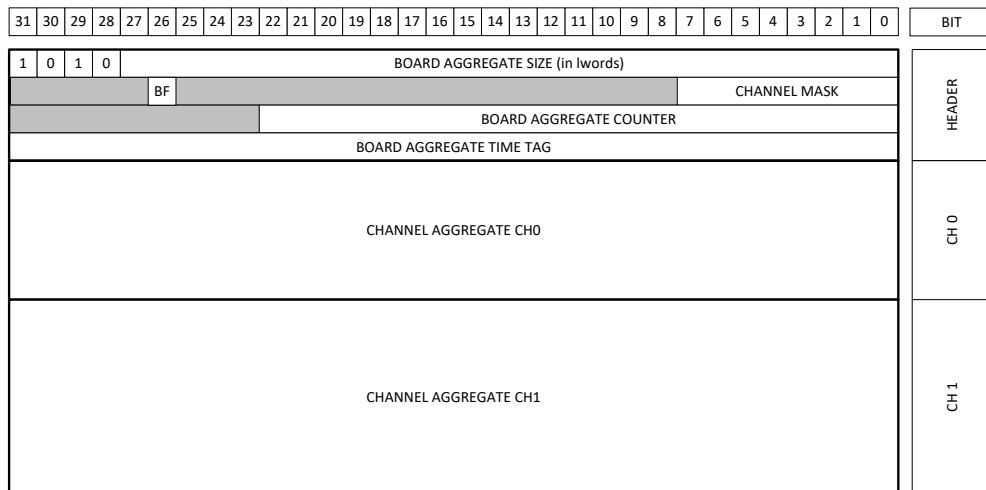 31 30 29 28 27 26 25 24 23 22 21 20 19 18 17 16 15 14 13 12 11 10 9 8 7 6 5 4 3 2 1 0 BIT
1 0 1 0 BOARD AGGREGATE SIZE (in lwords)
BF CHANNEL MASK
BOARD AGGREGATE COUNTER
BOARD AGGREGATE TIME TAG
HEADER
CHANNEL AGGREGATE CH0
CH 0
CHANNEL AGGREGATE CH1
CH 1